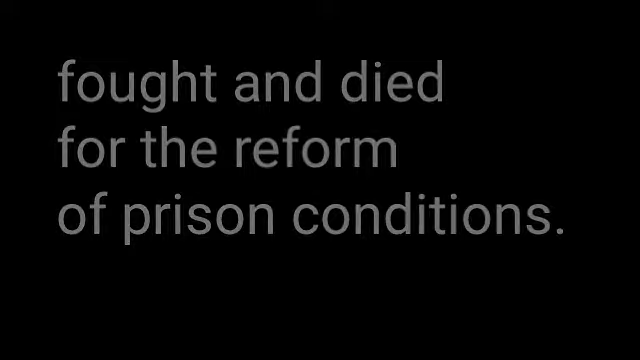 fought and died
for the reform
of prison conditions.